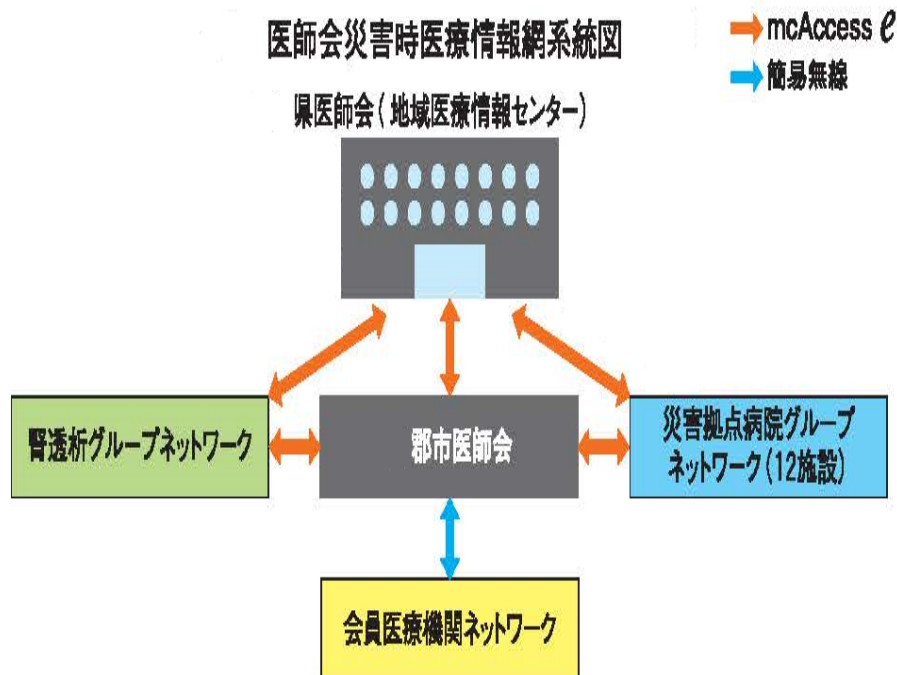 医師会災害時医療情報網系統図
mcAccess e
簡易無線
県医師会(地域医療情報センター)
腎透析グループネットワーク
郡市医師会
災害拠点病院グループ
ネットワーク(12施設)
会員医療機関ネットワーク